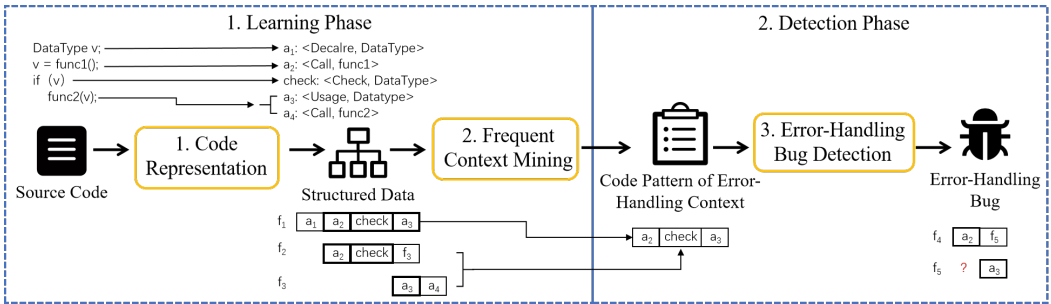 1. Learning Phase
DataType v;
a1: <Decalre, DataType>
v = func1();
a2: <Call, func1>
if（v）
check: <Check, DataType>
func2(v);
a3: <Usage, Datatype>
a4: <Call, func2>
Source Code
1. Code
Representation
Structured Data
2. Frequent
Context Mining
f1 a1 a2 check a3
f2 a2 check f3
f3 a3 a4
2. Detection Phase
Code Pattern of Error-
Handling Context
a2 check a3
3. Error-Handling
Bug Detection
Error-Handling
Bug
f4 a2 f5
f5 ? a3